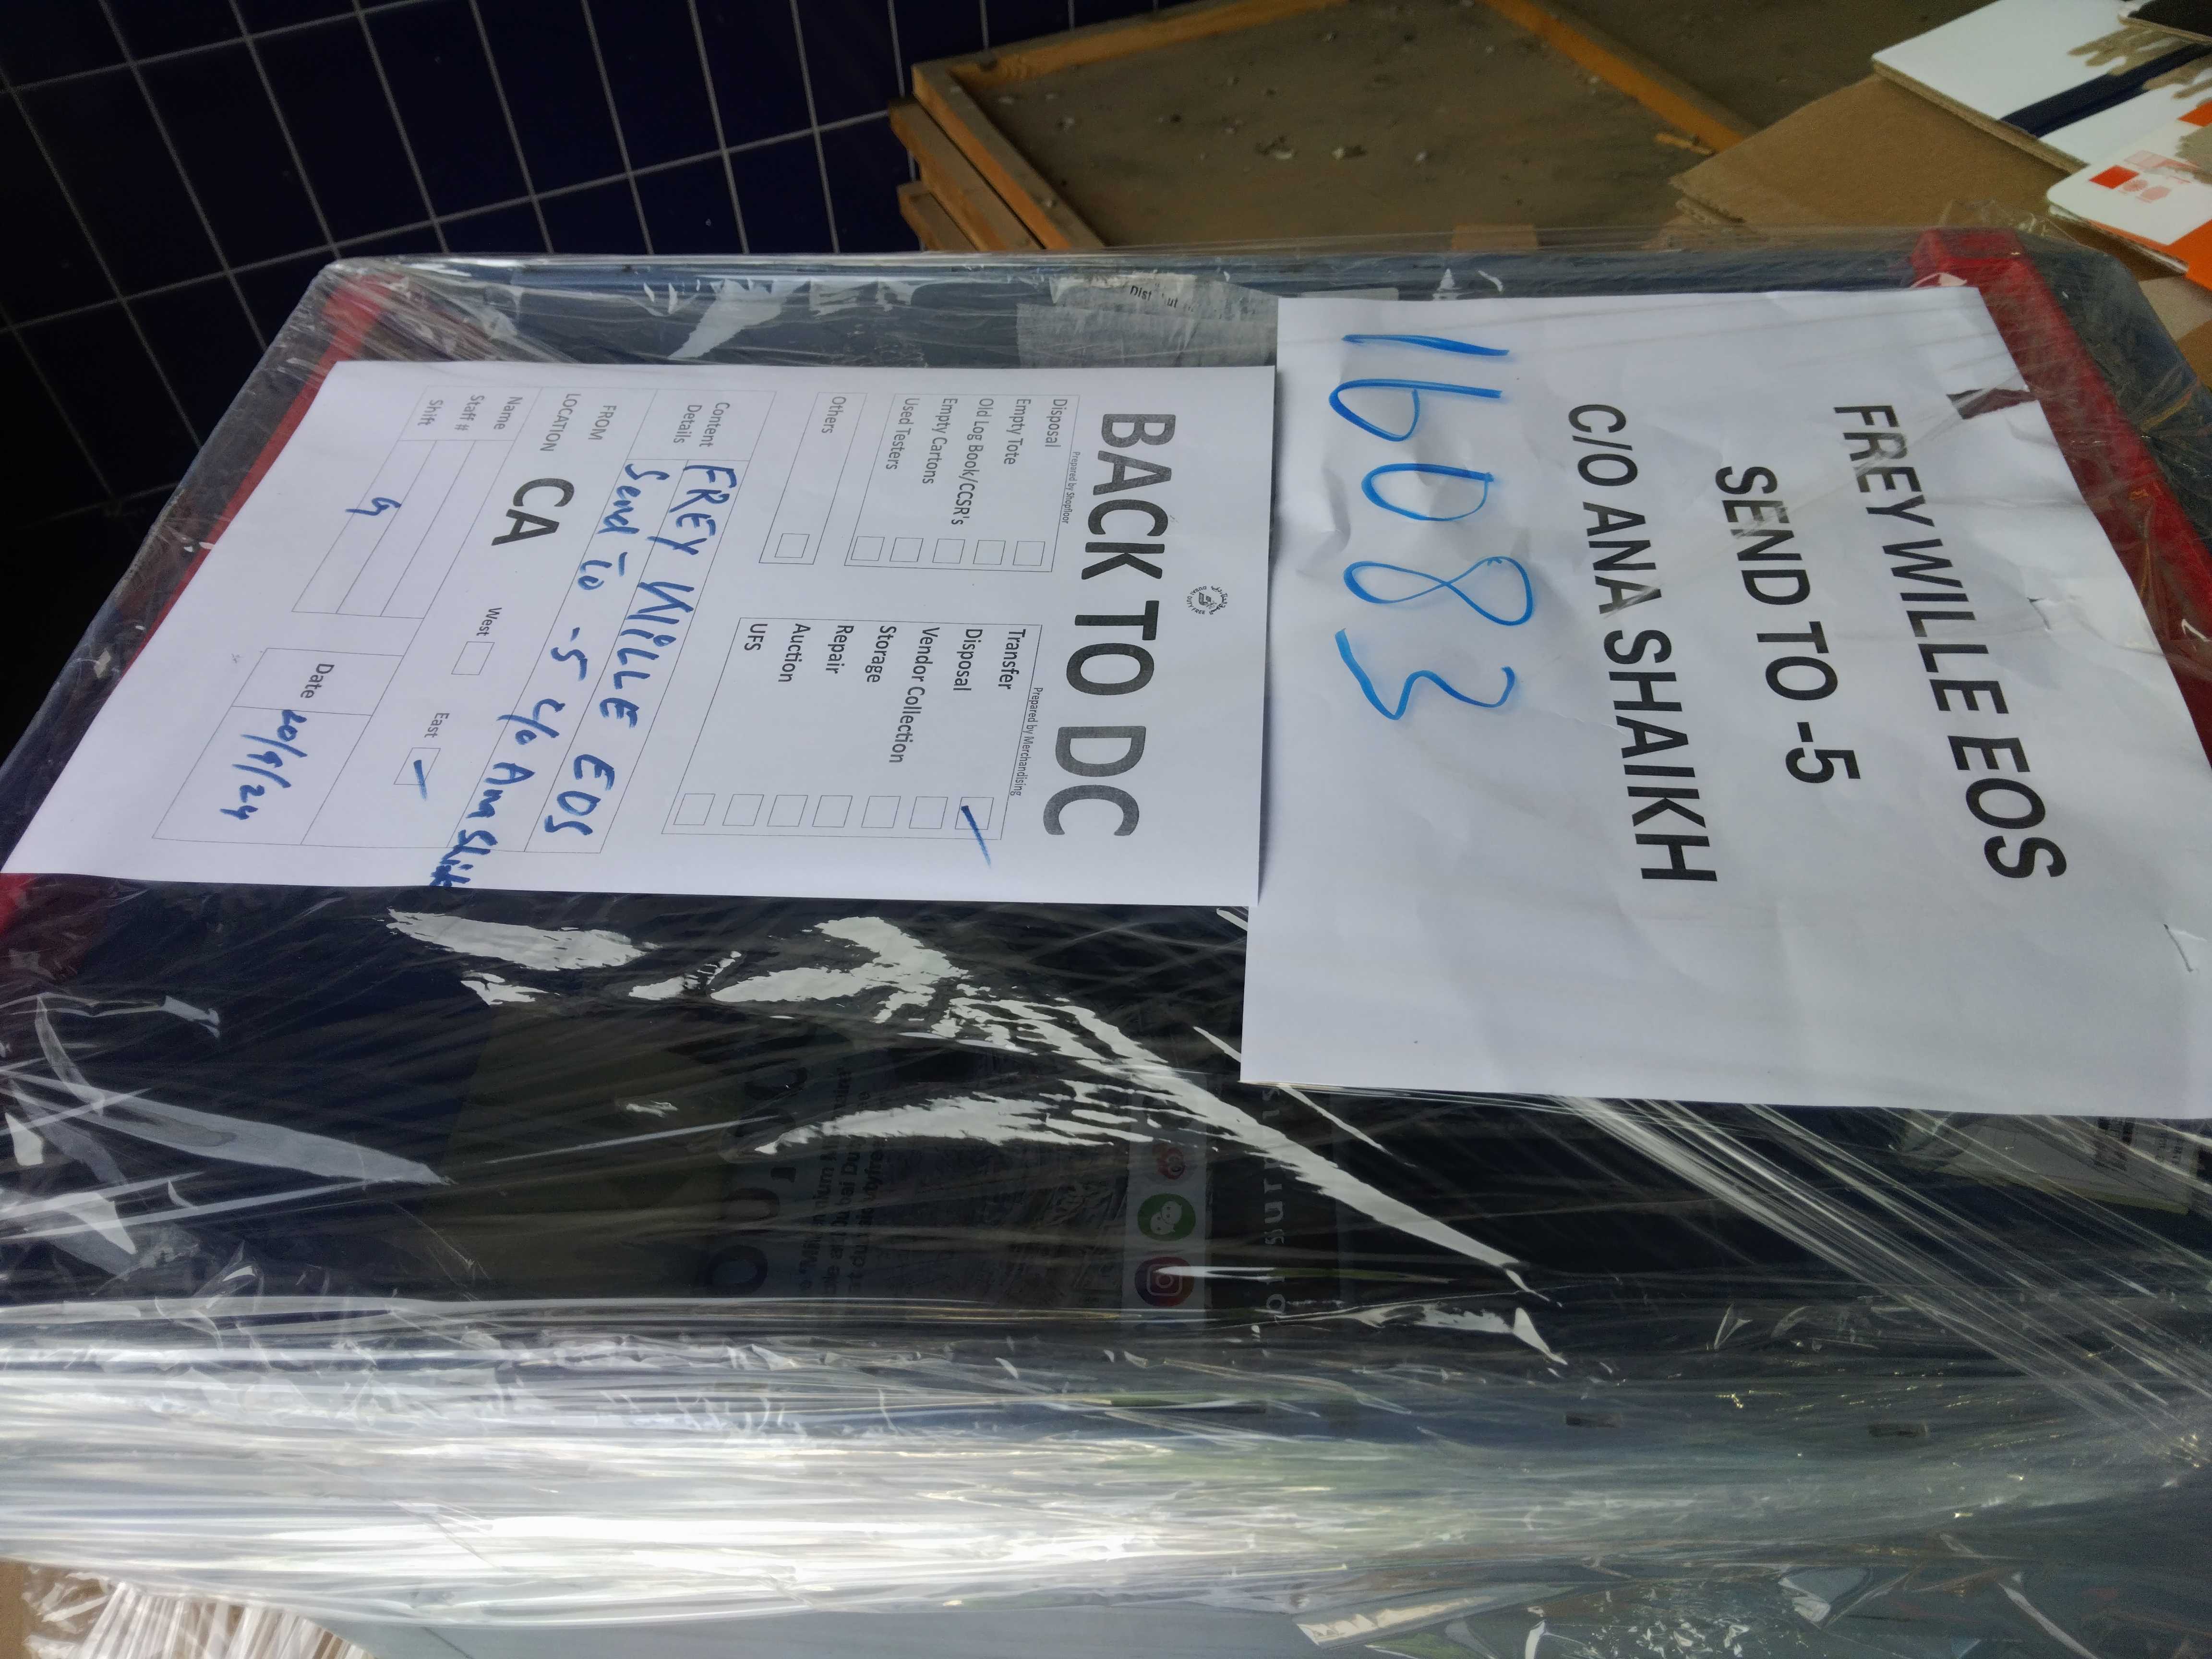 FREY WILLE EOS
SEND TO -5
C/O ANA SHAIKH
16083
BACK TO DC
Prepared by Shopfloor
Disposal
Empty Tote
Old Log Book/CCSR's
Empty Cartons
Used Testers
Others
Prepared by Merchandising
Transfer
Disposal
Vendor Collection
Storage
Repair
Auction
UFS
Content Details
FREY WILLE EOS
Send To -5 c/o Ana
FROM
LOCATION CA
West
East
Name
Staff #
Shift
Date 20/9/24